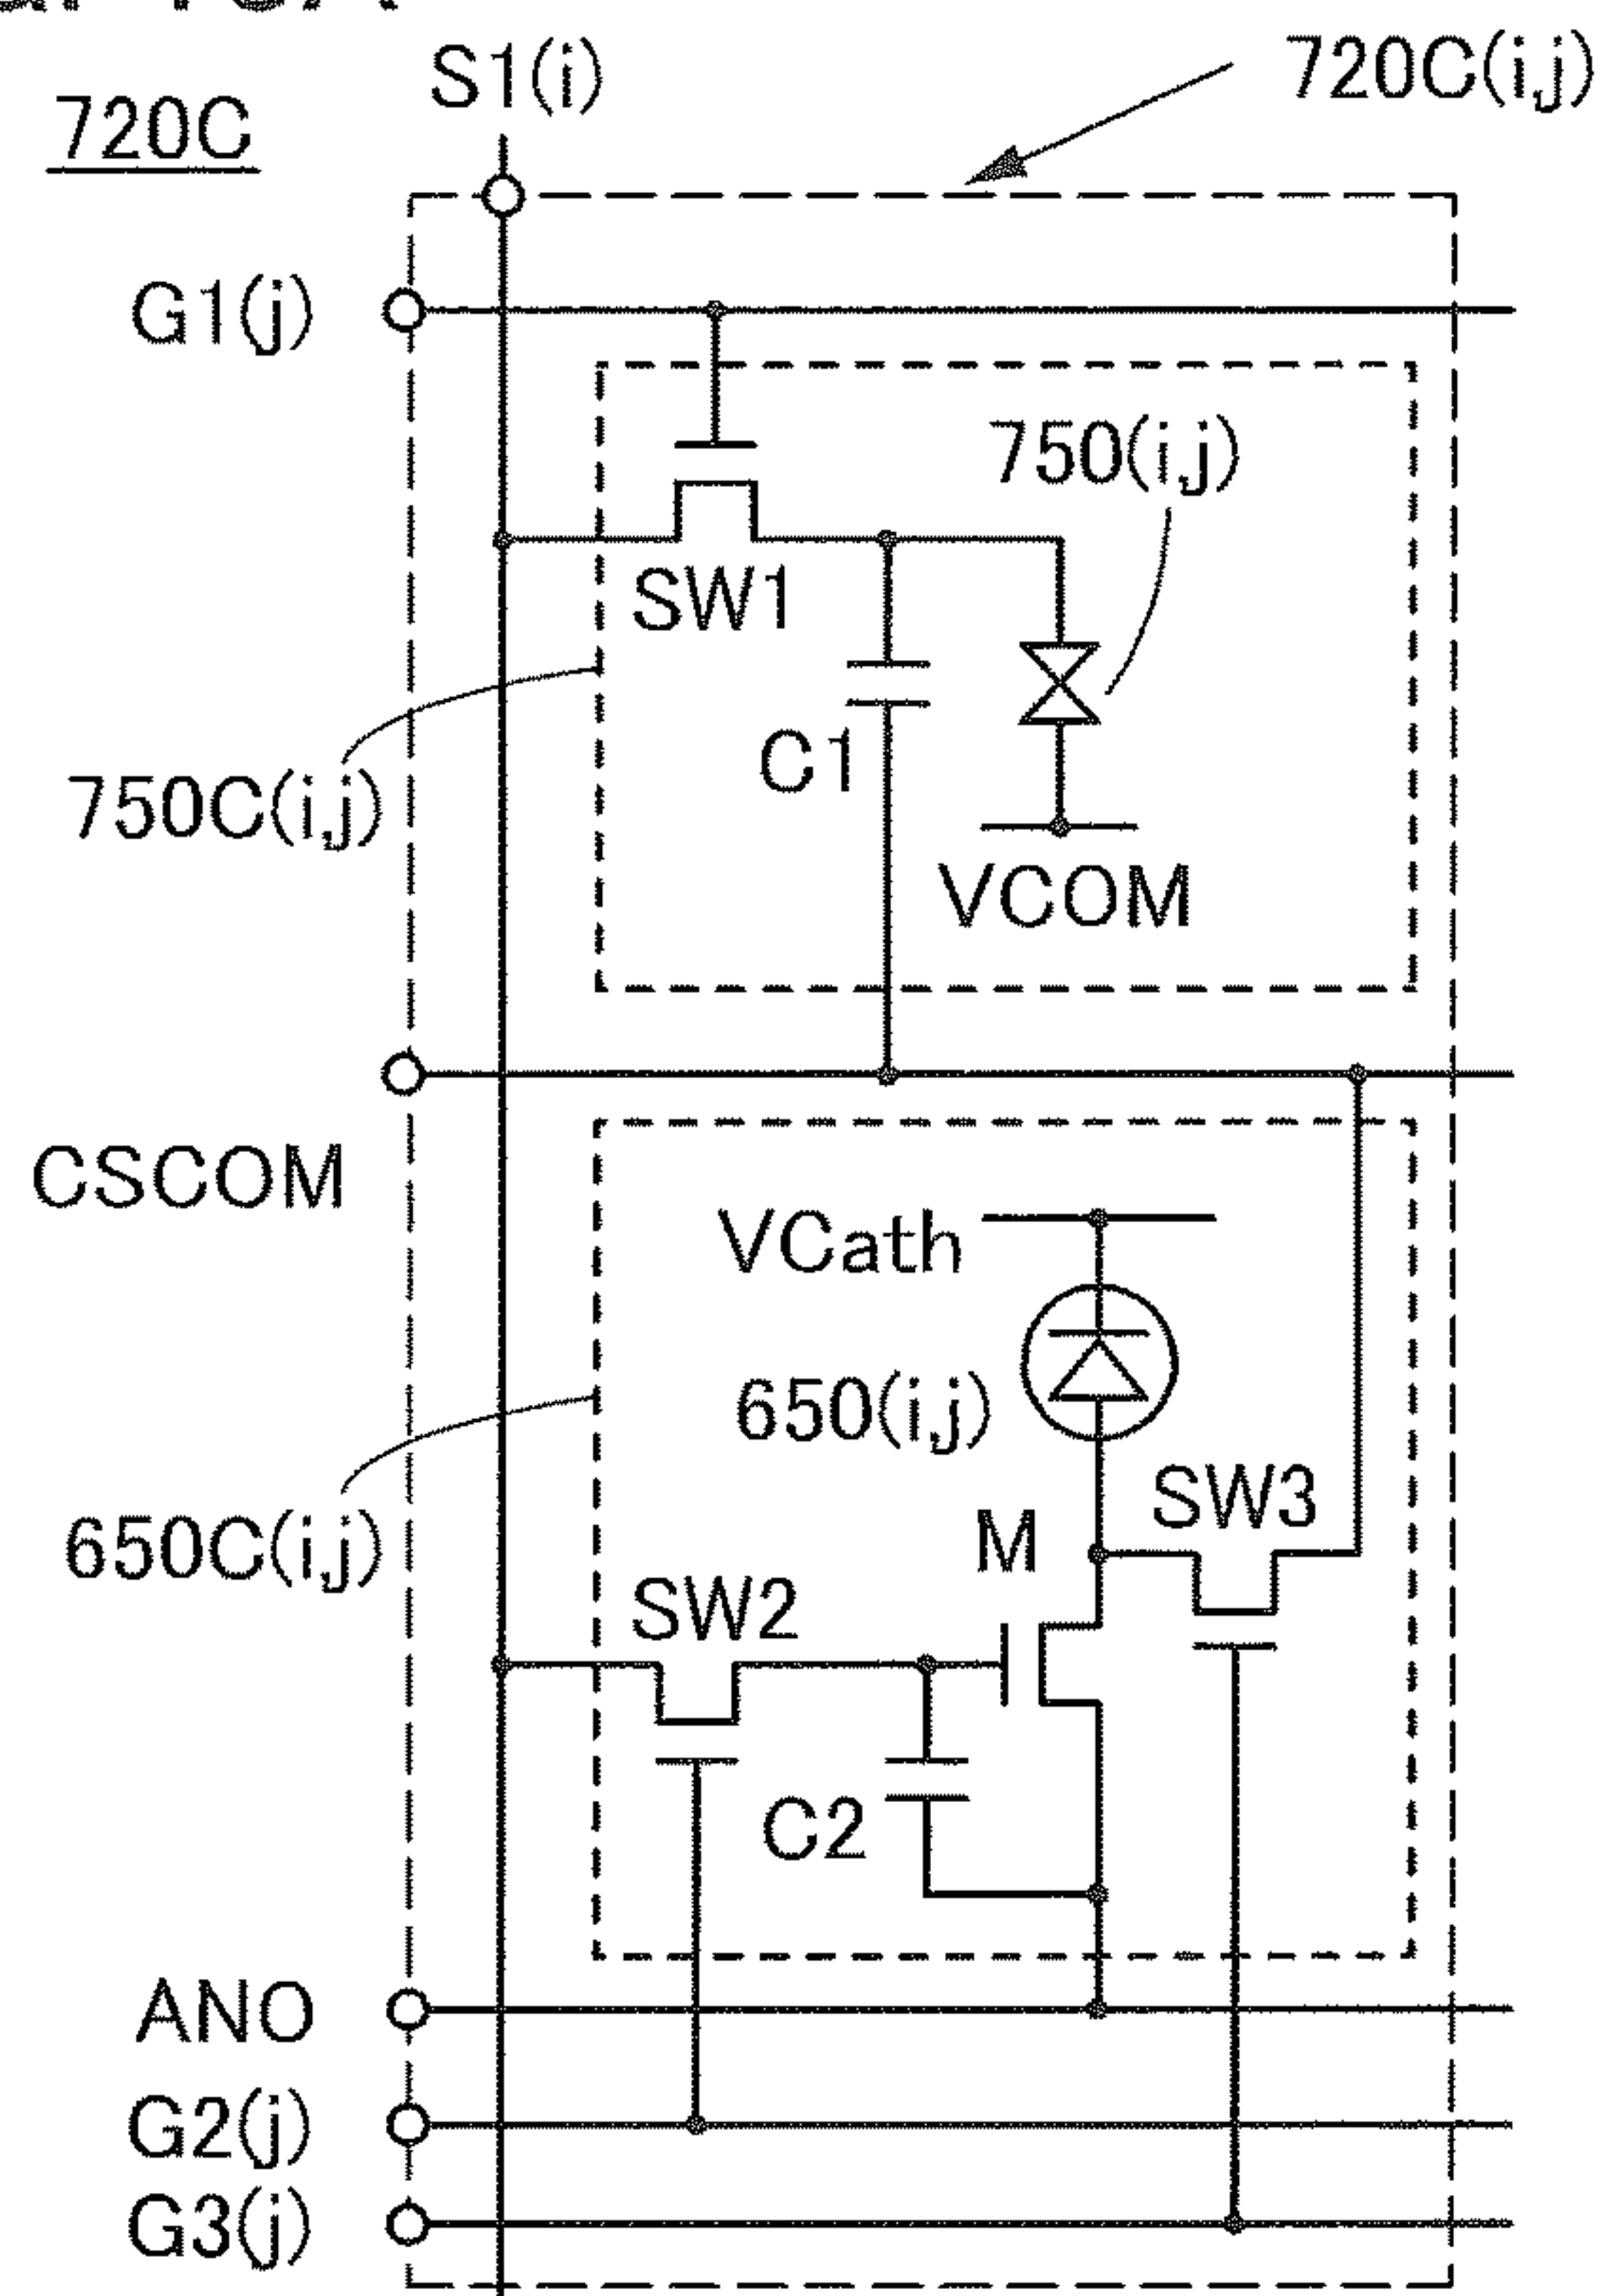 S1(i)
720C(i,j)
720C
G1(j)
750(i,j)
SW1
C1
750C(i,j)
VCOM
CSCOM
VCath
650(i,j)
SW3
M
650C(i,j)
SW2
C2
ANO
G2(j)
G3(j)